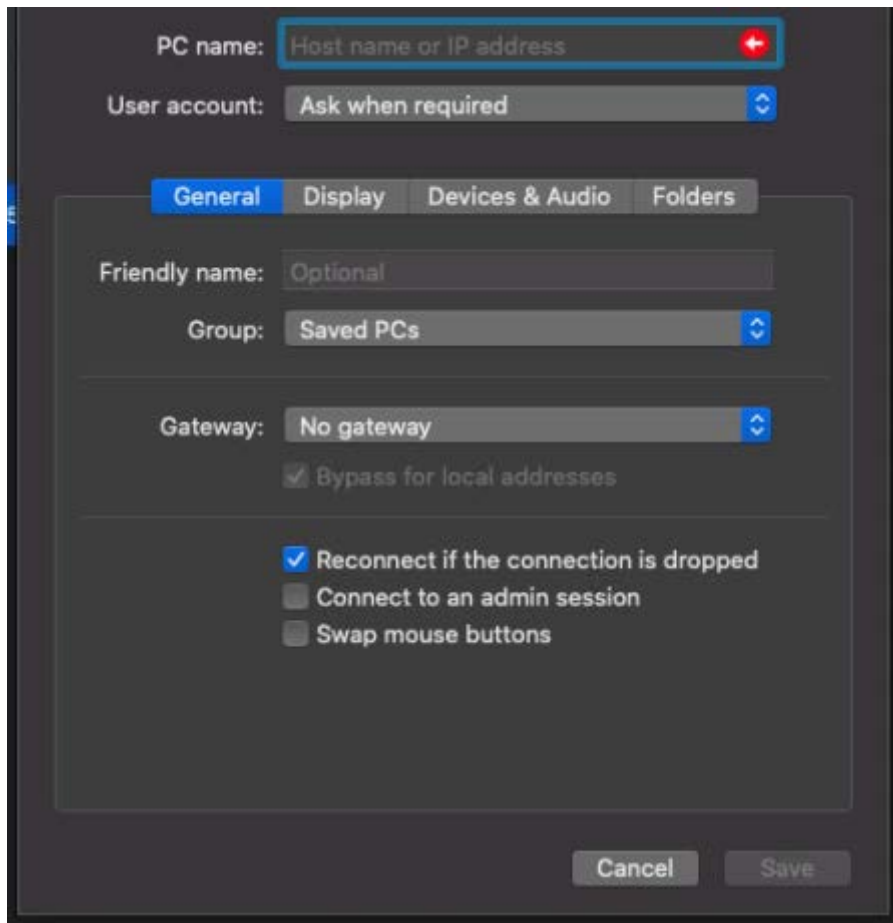 PC name: Host name or IP address
User account: Ask when required
General Display Devices & Audio Folders
Friendly name: Optional
Group: Saved PCs
Gateway: No gateway
Bypass for local addresses
Reconnect if the connection is dropped
Connect to an admin session
Swap mouse buttons
Cancel Save